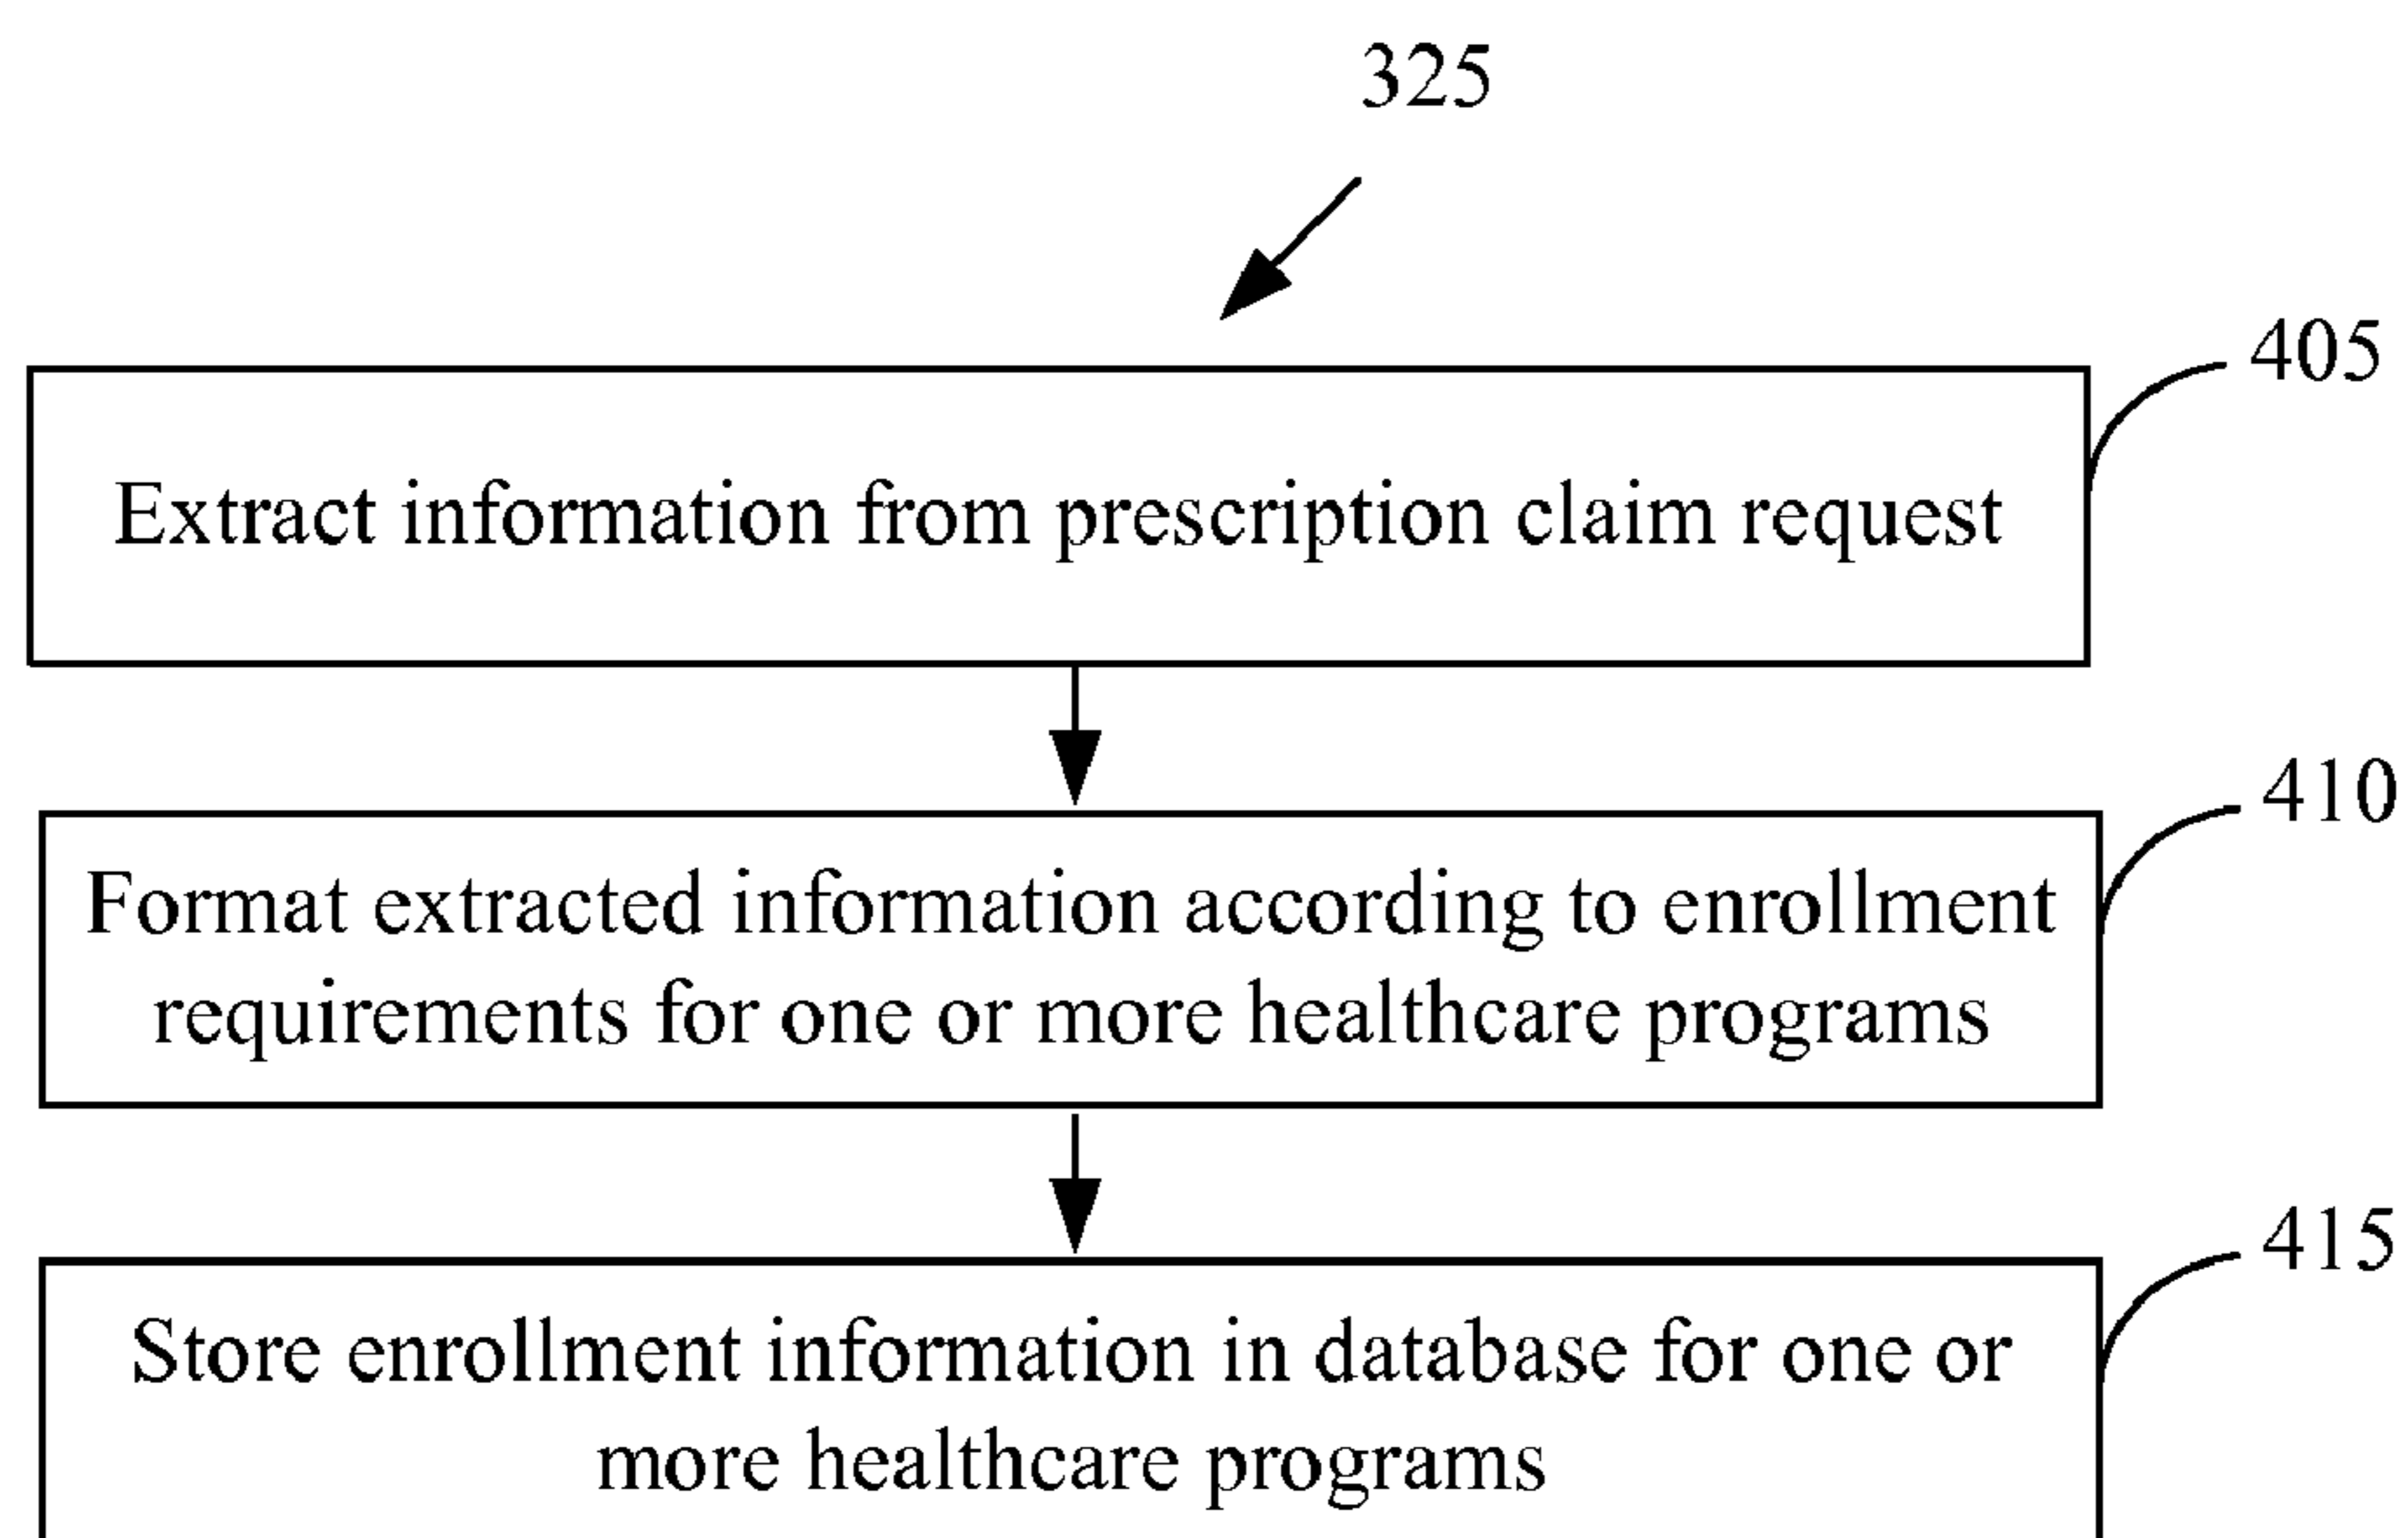 325
405
Extract information from prescription claim request
410
Format extracted information according to enrollment
requirements for one or more healthcare programs
415
Store enrollment information in database for one or
more healthcare programs